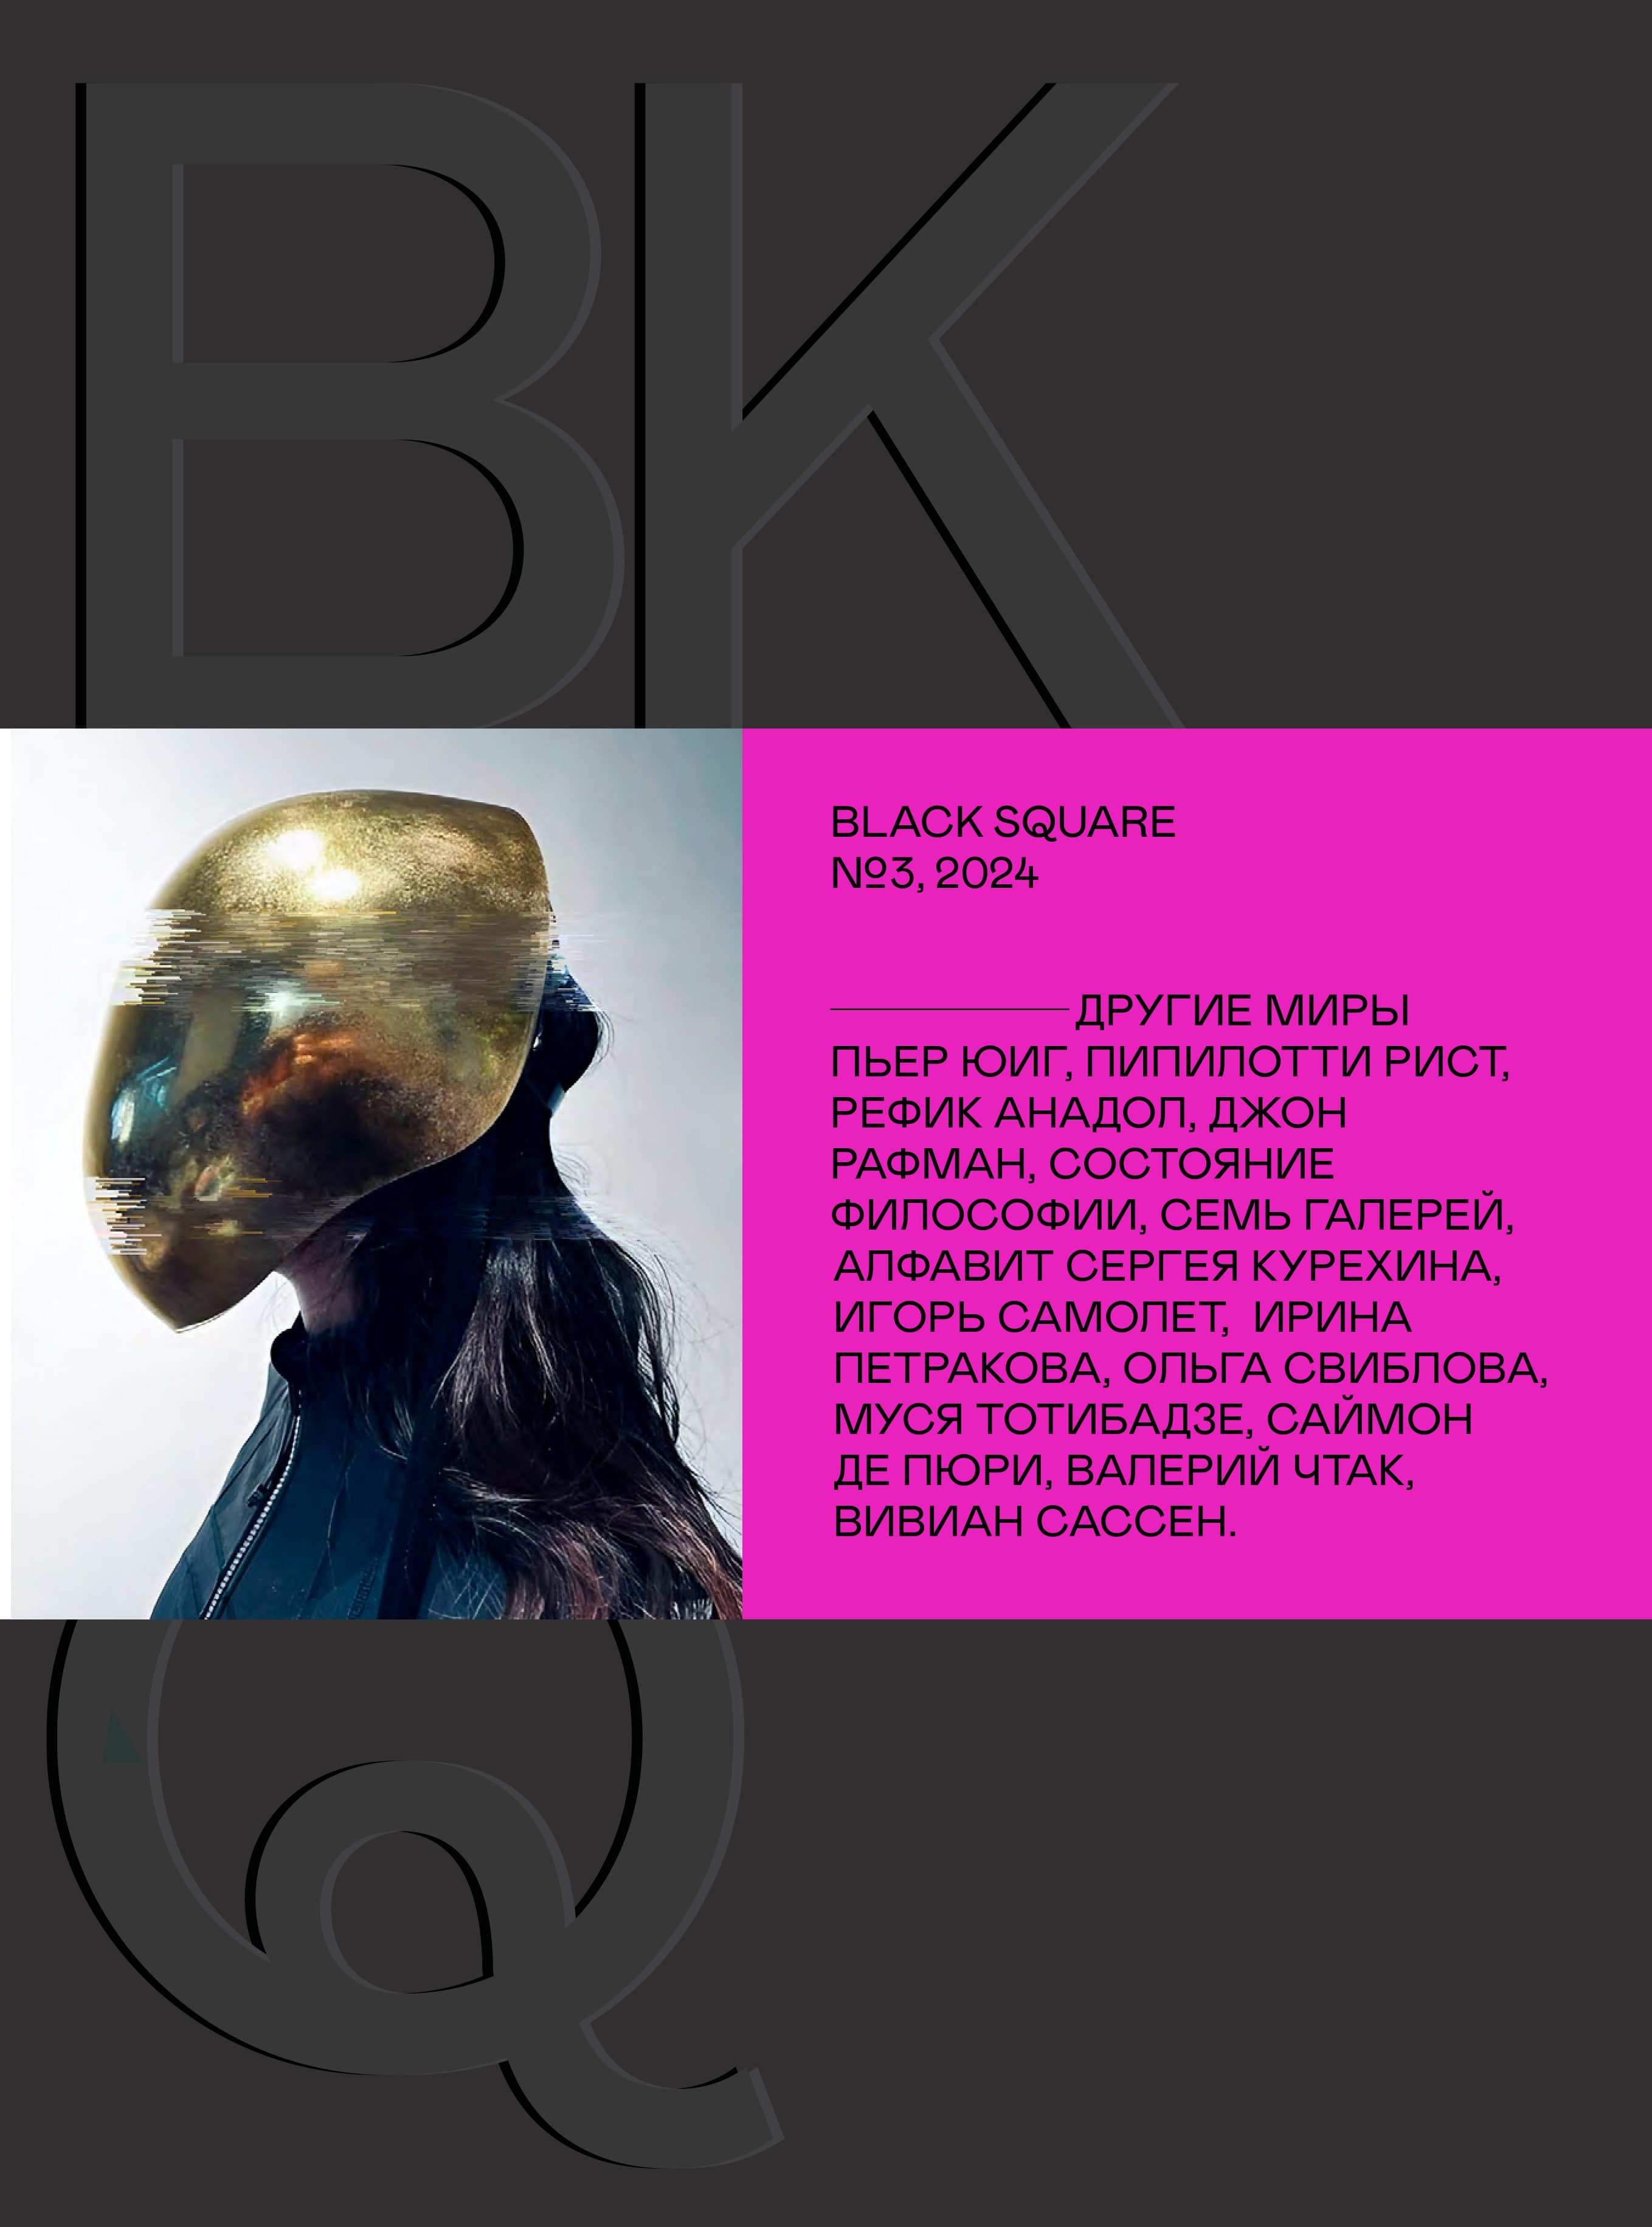 BK
BLACK SQUARE
№3, 2024
ДРУГИЕ МИРЫ
ПЬЕР ЮИГ, ПИПИЛОТТИ РИСТ,
РЕФИК АНАДОЛ, ДЖОН
РАФМАН, СОСТОЯНИЕ
ФИЛОСОФИИ, СЕМЬ ГАЛЕРЕЙ,
АЛФАВИТ СЕРГЕЯ КУРЕХИНА,
ИГОРЬ САМОЛЕТ, ИРИНА
ПЕТРАКОВА, ОЛЬГА СВИБЛОВА,
МУСЯ ТОТИБАДЗЕ, САЙМОН
ДЕ ПЮРИ, ВАЛЕРИЙ ЧТАК,
ВИВИАН САССЕН.
Q